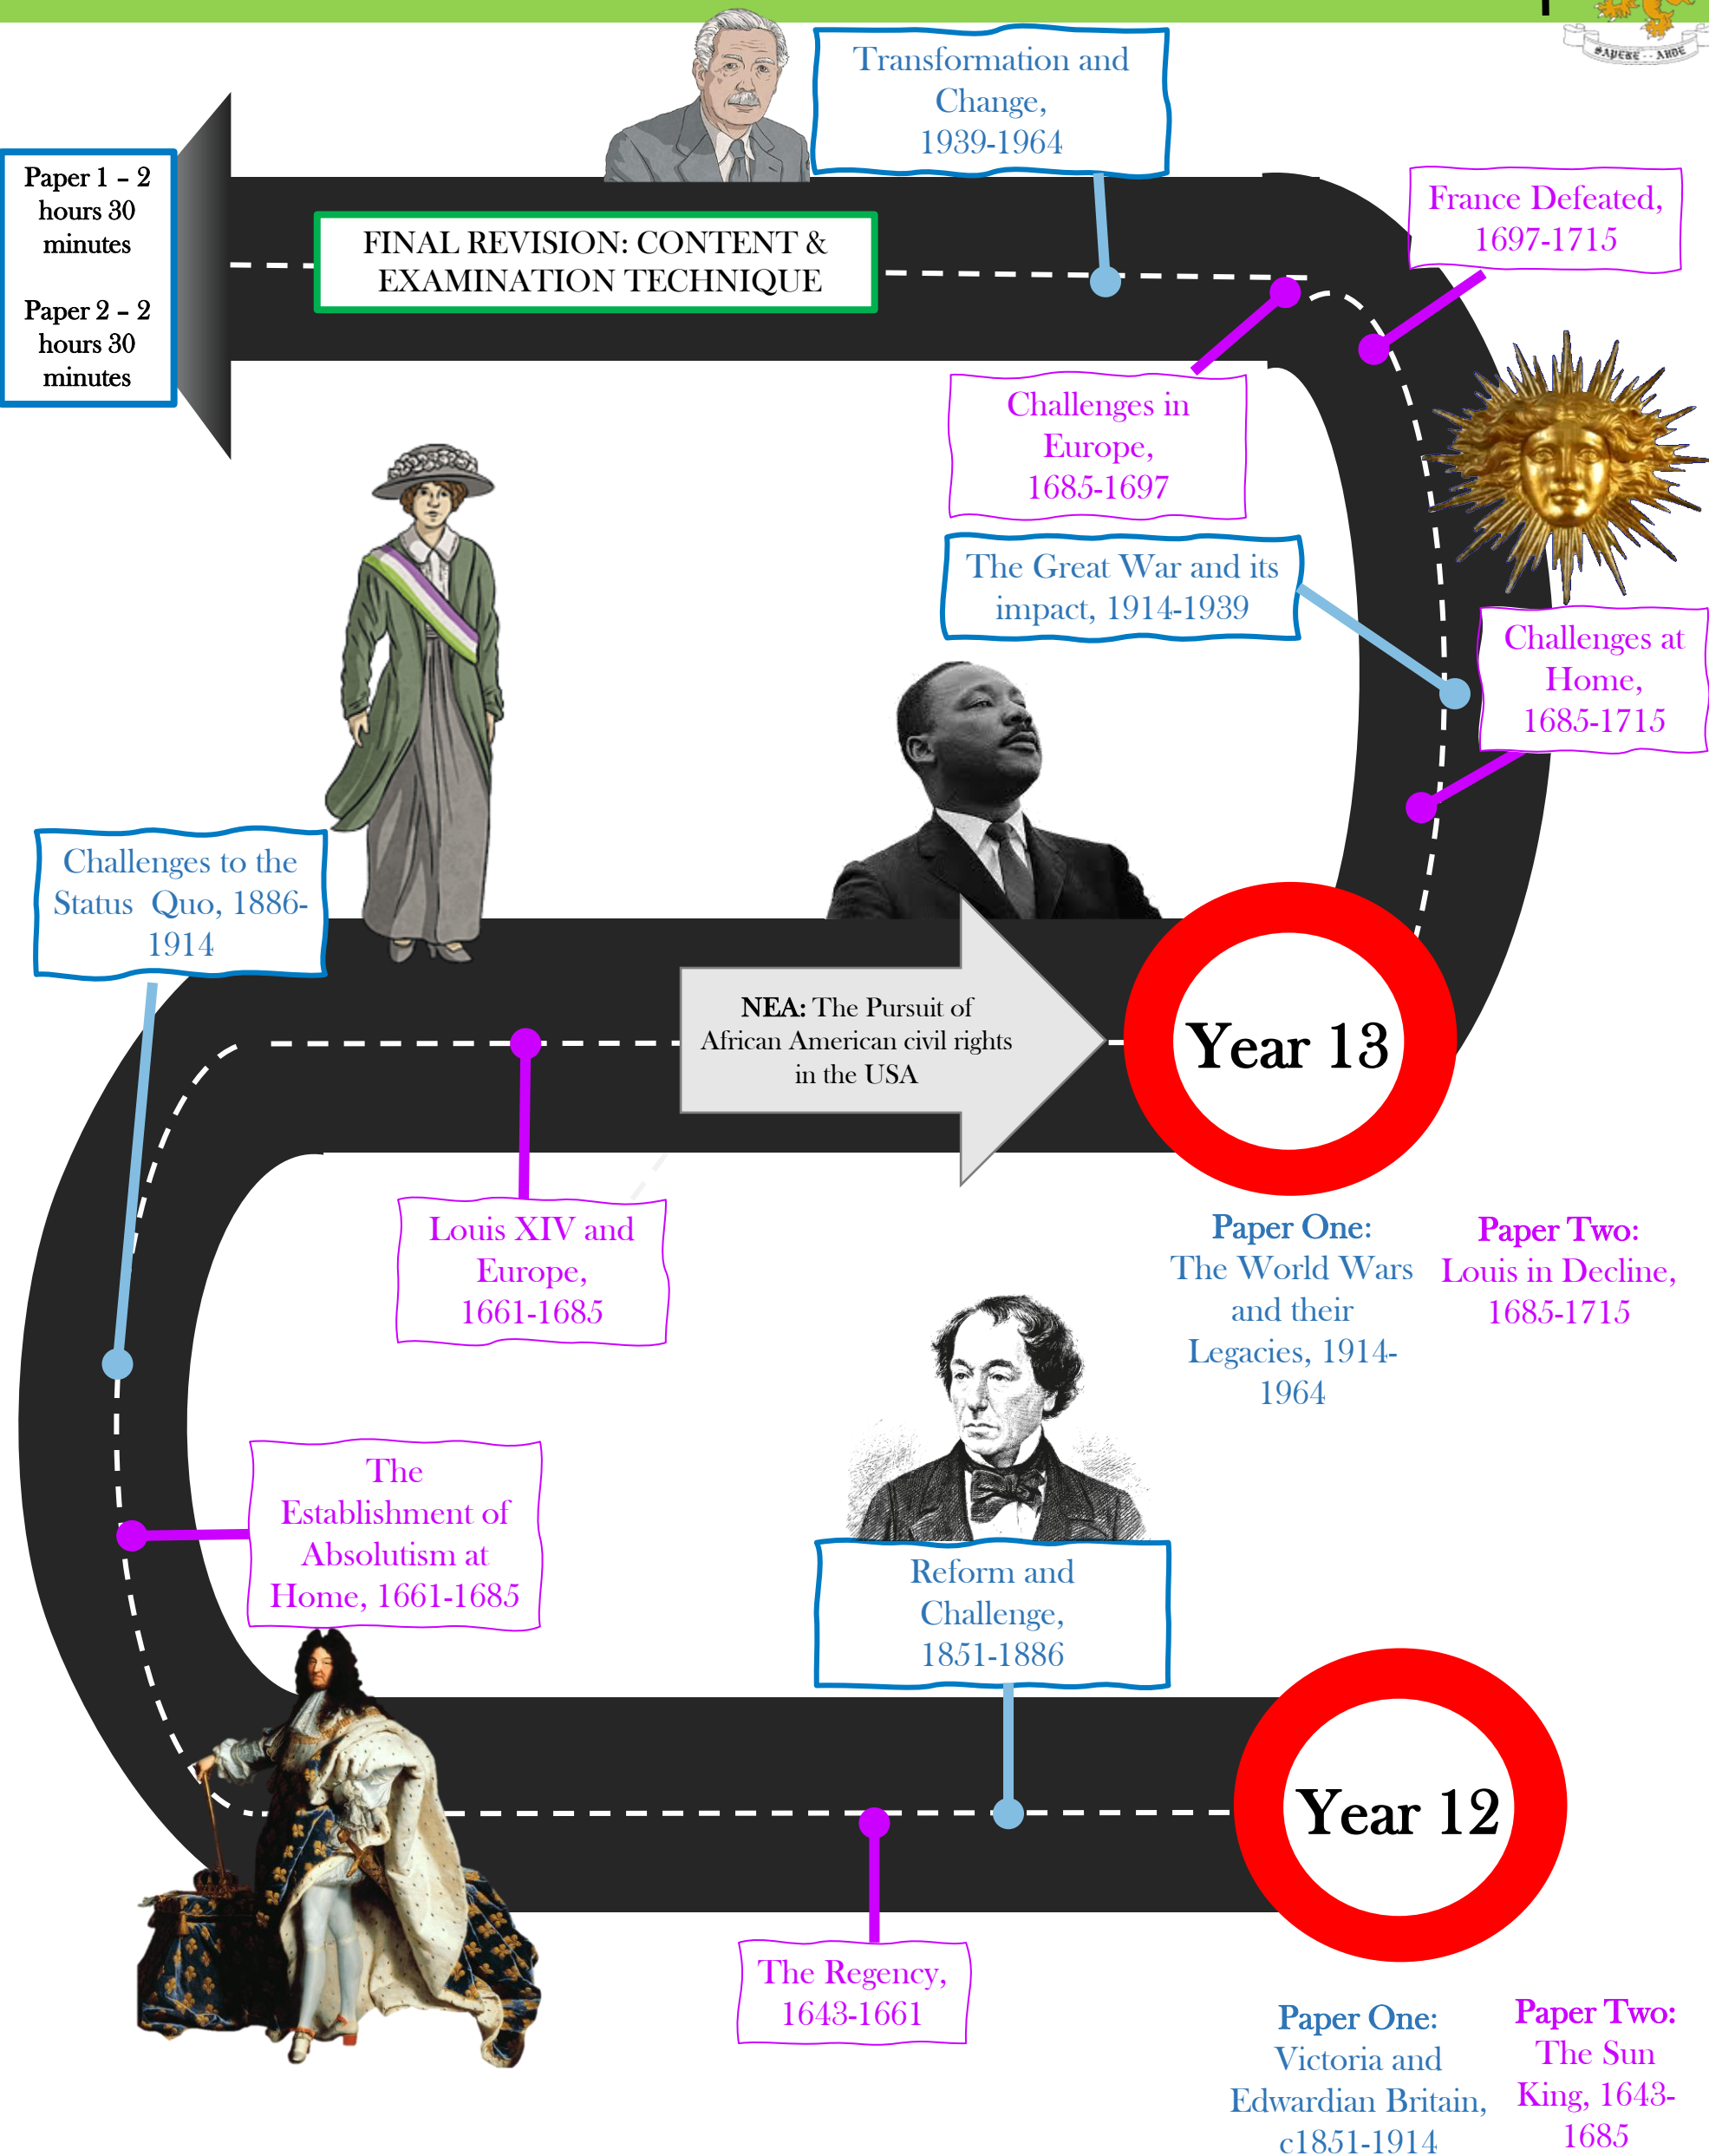 SAPERE -- AUDE
Transformation and
Change,
1939-1964
Paper 1 – 2
hours 30
minutes
Paper 2 – 2
hours 30
minutes
FINAL REVISION: CONTENT &
EXAMINATION TECHNIQUE
France Defeated,
1697-1715
Challenges in
Europe,
1685-1697
The Great War and its
impact, 1914-1939
Challenges at
Home,
1685-1715
Challenges to the
Status  Quo, 1886-
1914
NEA: The Pursuit of
African American civil rights
in the USA
Year 13
Louis XIV and
Europe,
1661-1685
Paper One:
The World Wars
and their
Legacies, 1914-
1964
Paper Two:
Louis in Decline,
1685-1715
The
Establishment of
Absolutism at
Home, 1661-1685
Reform and
Challenge,
1851-1886
Year 12
The Regency,
1643-1661
Paper One:
Victoria and
Edwardian Britain,
c1851-1914
Paper Two:
The Sun
King, 1643-
1685